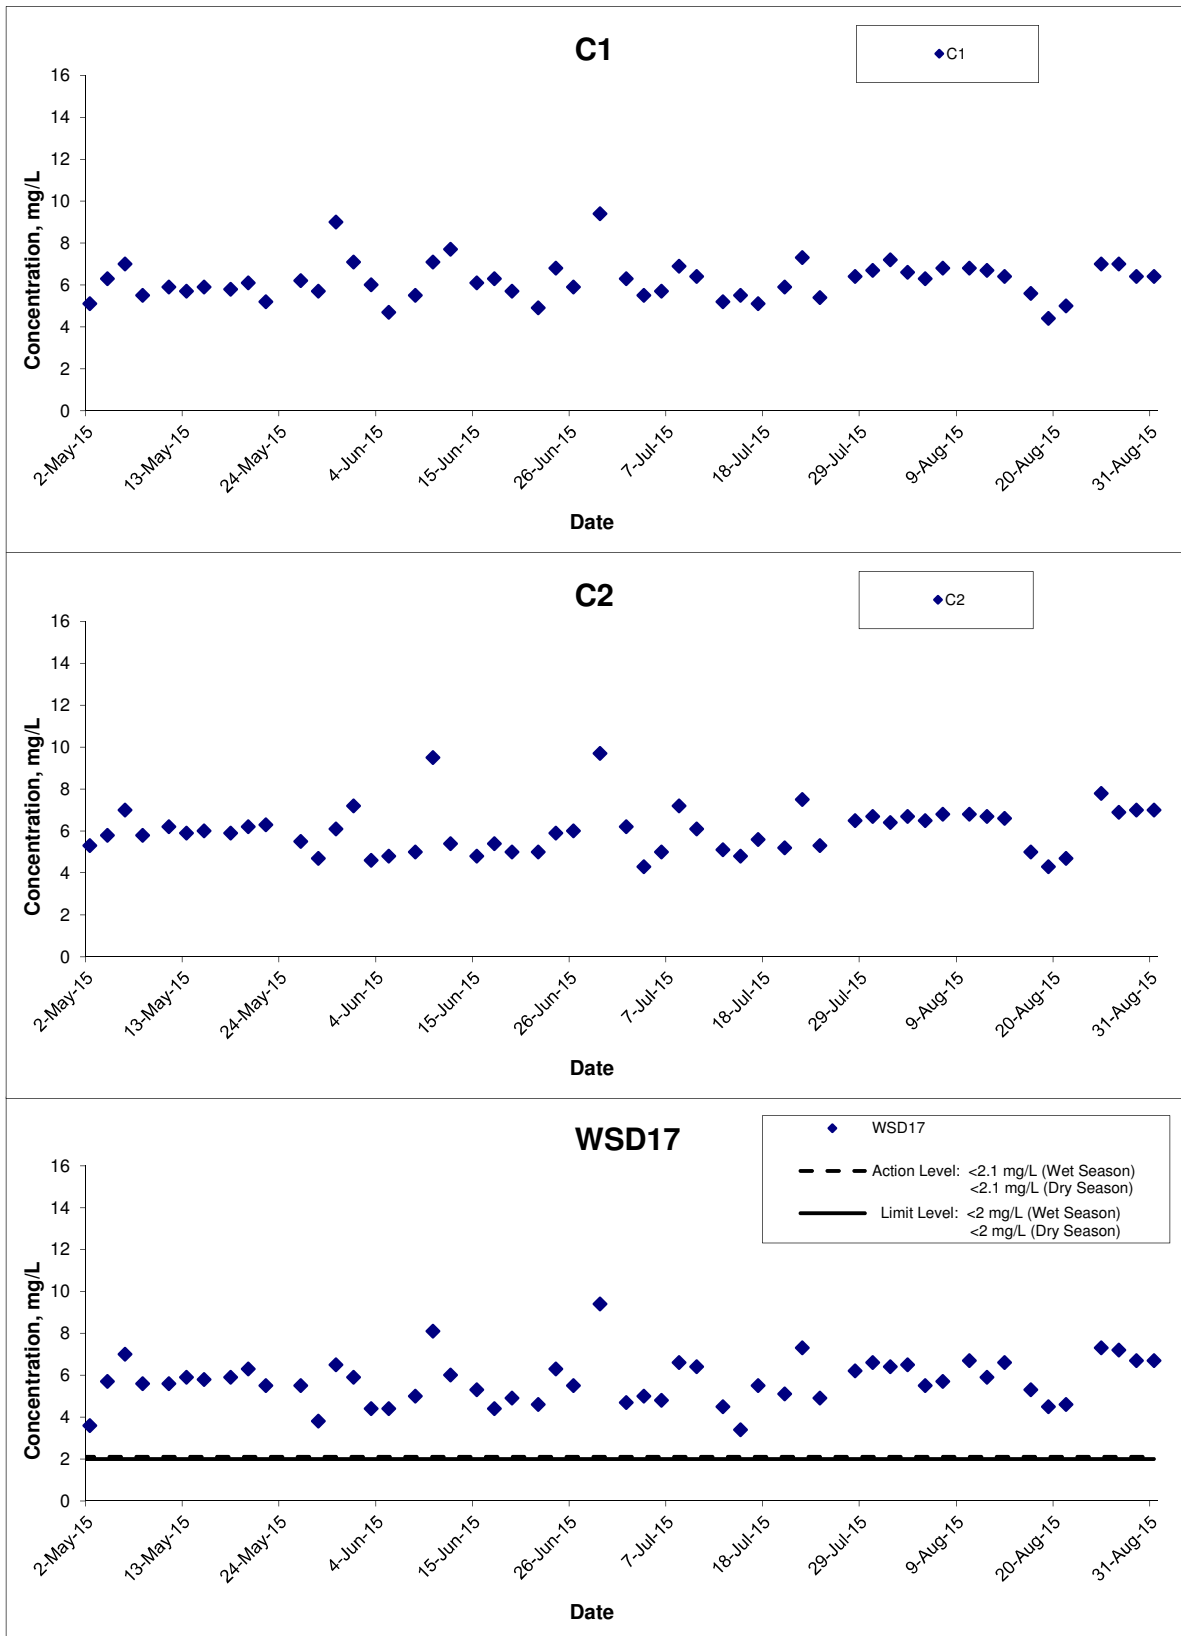 C1
C1
16
14
12
10
8
6
4
2
0
Concentration, mg/L
2-May-15
13-May-15
24-May-15
4-Jun-15
15-Jun-15
26-Jun-15
7-Jul-15
18-Jul-15
29-Jul-15
9-Aug-15
20-Aug-15
31-Aug-15
Date
C2
C2
16
14
12
10
8
6
4
2
0
Concentration, mg/L
2-May-15
13-May-15
24-May-15
4-Jun-15
15-Jun-15
26-Jun-15
7-Jul-15
18-Jul-15
29-Jul-15
9-Aug-15
20-Aug-15
31-Aug-15
Date
WSD17
WSD17
Action Level: <2.1 mg/L (Wet Season)
<2.1 mg/L (Dry Season)
Limit Level: <2 mg/L (Wet Season)
<2 mg/L (Dry Season)
16
14
12
10
8
6
4
2
0
Concentration, mg/L
2-May-15
13-May-15
24-May-15
4-Jun-15
15-Jun-15
26-Jun-15
7-Jul-15
18-Jul-15
29-Jul-15
9-Aug-15
20-Aug-15
31-Aug-15
Date